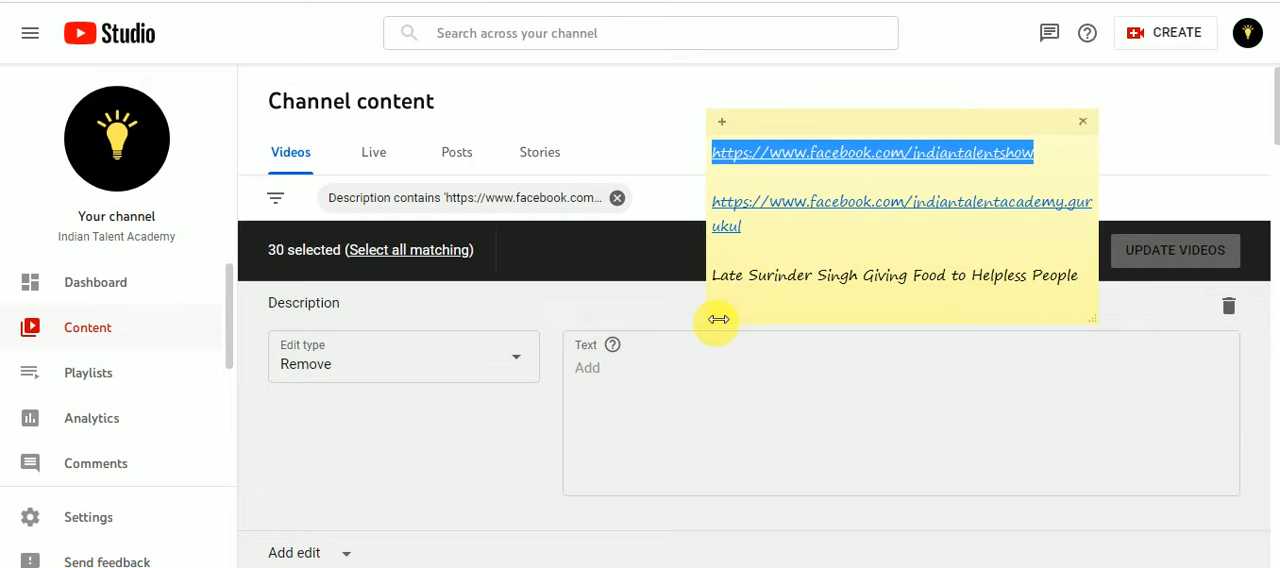 Studio
Search across your channel
CREATE
Channel content
Videos Live Posts Stories
Description contains 'https://www.facebook.com...
30 selected (Select all matching)
UPDATE VIDEOS
Your channel
Indian Talent Academy
Dashboard
Content
Playlists
Analytics
Comments
Settings
Send feedback
+
https://www.facebook.com/indiantalentshow
https://www.facebook.com/indiantalentacademy.gur
ukul
Late Surinder Singh Giving Food to Helpless People
Description
Edit type
Remove
Text
Add
Add edit